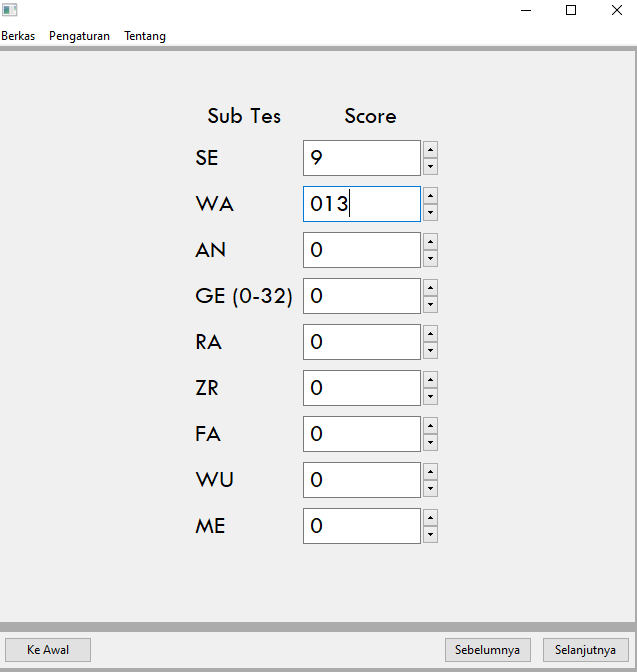 Berkas Pengaturan Tentang
Sub Tes Score
SE 9
WA 013
AN 0
GE (0-32) 0
RA 0
ZR 0
FA 0
WU 0
ME 0
Ke Awal Sebelumnya Selanjutnya